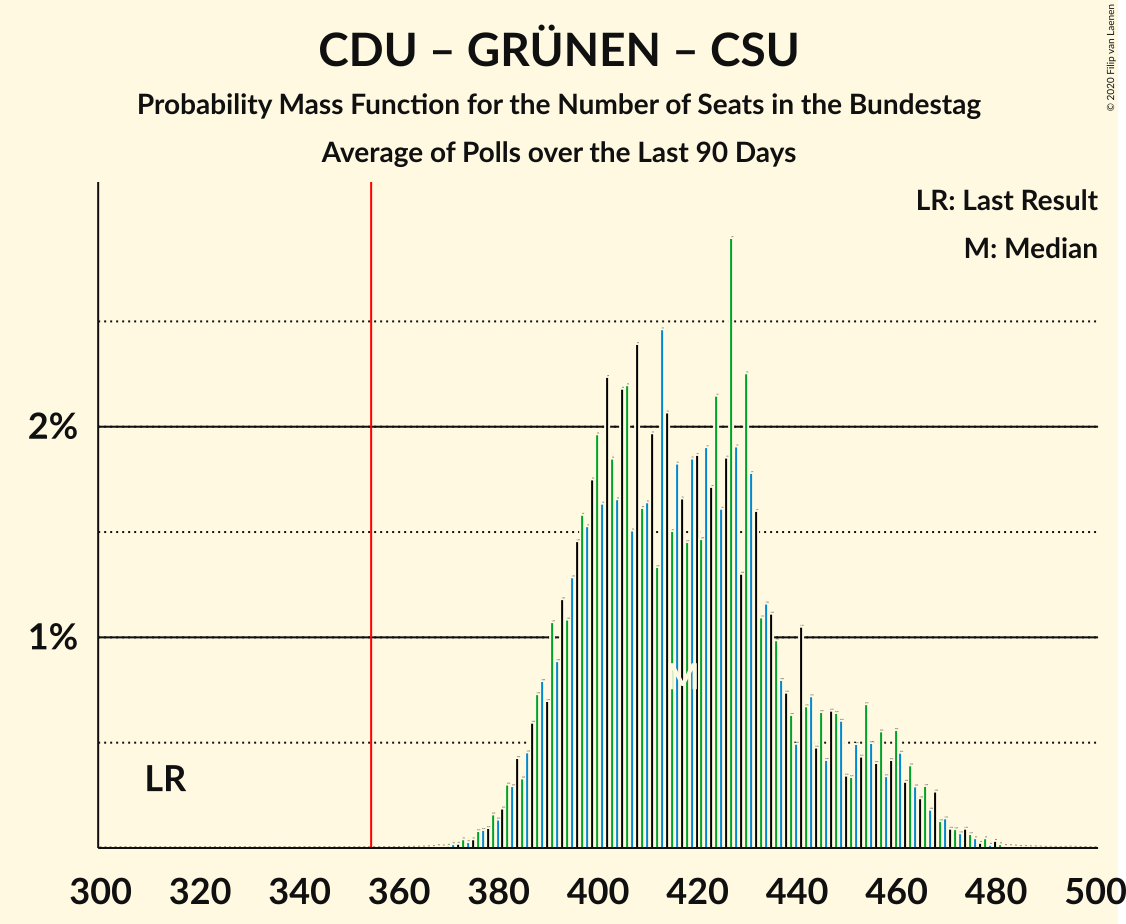 CDU – GRÜNEN – CSU
Probability Mass Function for the Number of Seats in the Bundestag
Average of Polls over the Last 90 Days
© 2020 Filip van Laenen
LR: Last Result
M: Median
2%
1%
M
LR
300 320 340 360 380 400 420 440 460 480 500